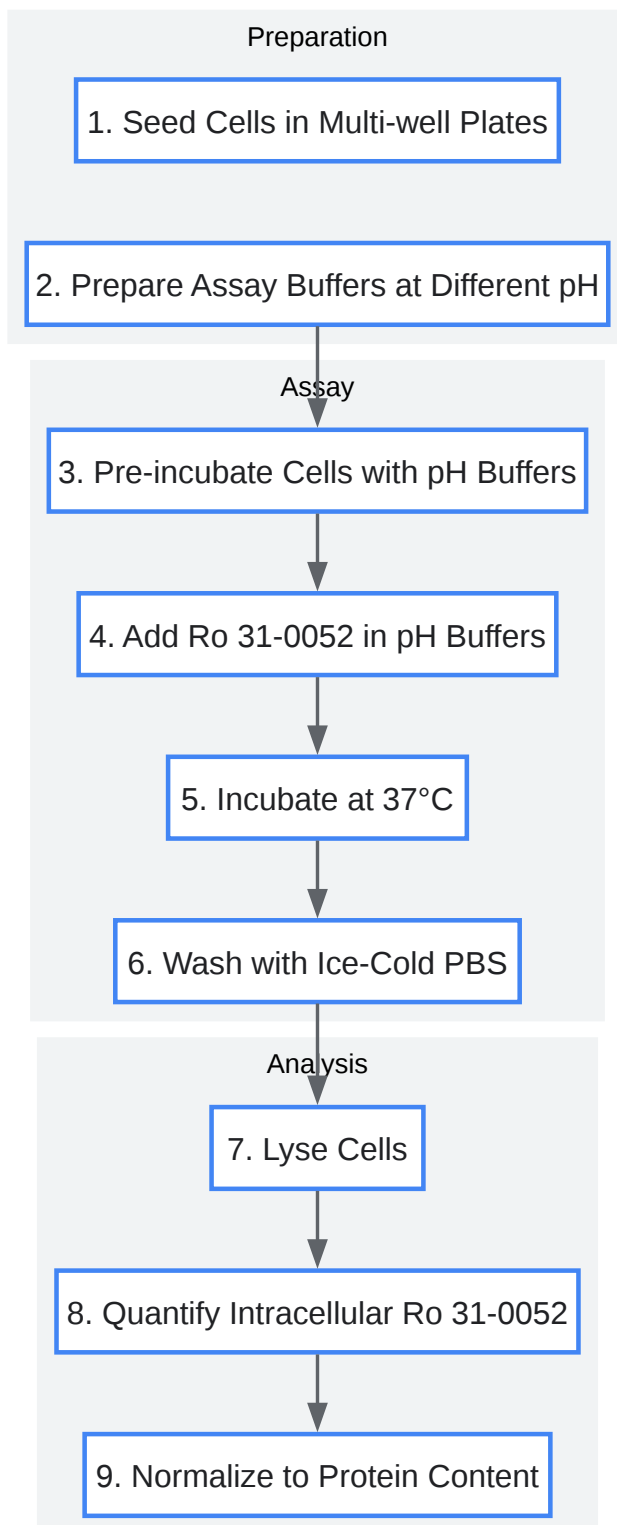 Preparation
1. Seed Cells in Multi-well Plates
2. Prepare Assay Buffers at Different pH
Assay
3. Pre-incubate Cells with pH Buffers
4. Add Ro 31-0052 in pH Buffers
5. Incubate at 37°C
6. Wash with Ice-Cold PBS
Analysis
7. Lyse Cells
8. Quantify Intracellular Ro 31-0052
9. Normalize to Protein Content